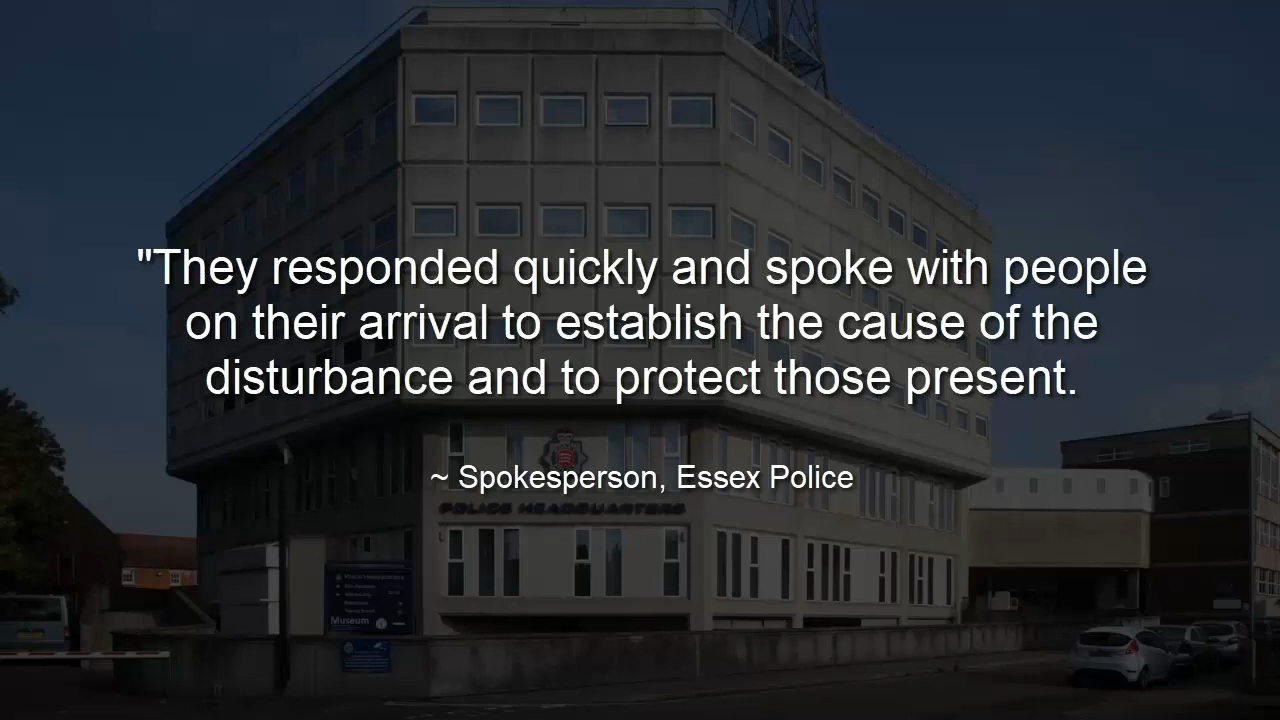 "They responded quickly and spoke with people
on their arrival to establish the cause of the
disturbance and to protect those present.
~ Spokesperson, Essex Police
POLICE HEADQUARTERS
Museum